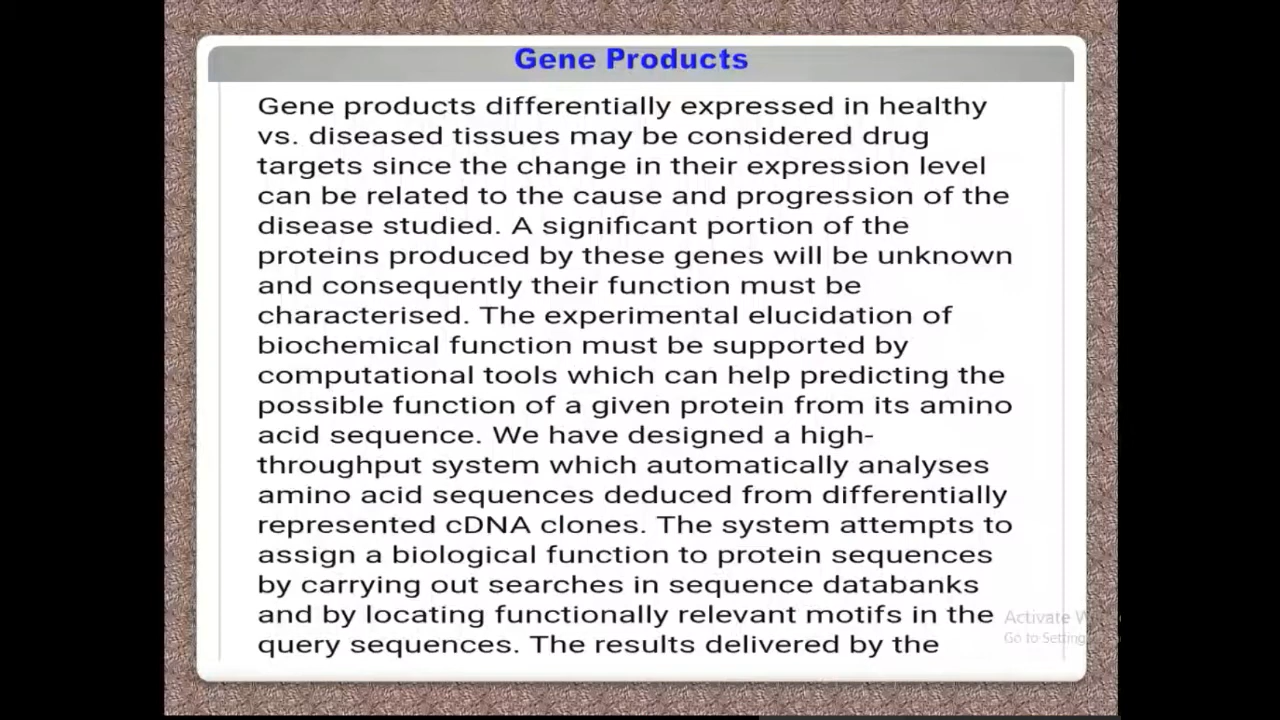 Gene Products
Gene products differentially expressed in healthy
vs. diseased tissues may be considered drug
targets since the change in their expression level
can be related to the cause and progression of the
disease studied. A significant portion of the
proteins produced by these genes will be unknown
and consequently their function must be
characterised. The experimental elucidation of
biochemical function must be supported by
computational tools which can help predicting the
possible function of a given protein from its amino
acid sequence. We have designed a high-
throughput system which automatically analyses
amino acid sequences deduced from differentially
represented cDNA clones. The system attempts to
assign a biological function to protein sequences
by carrying out searches in sequence databanks
and by locating functionally relevant motifs in the
query sequences. The results delivered by the
Activate W
Go to Setting